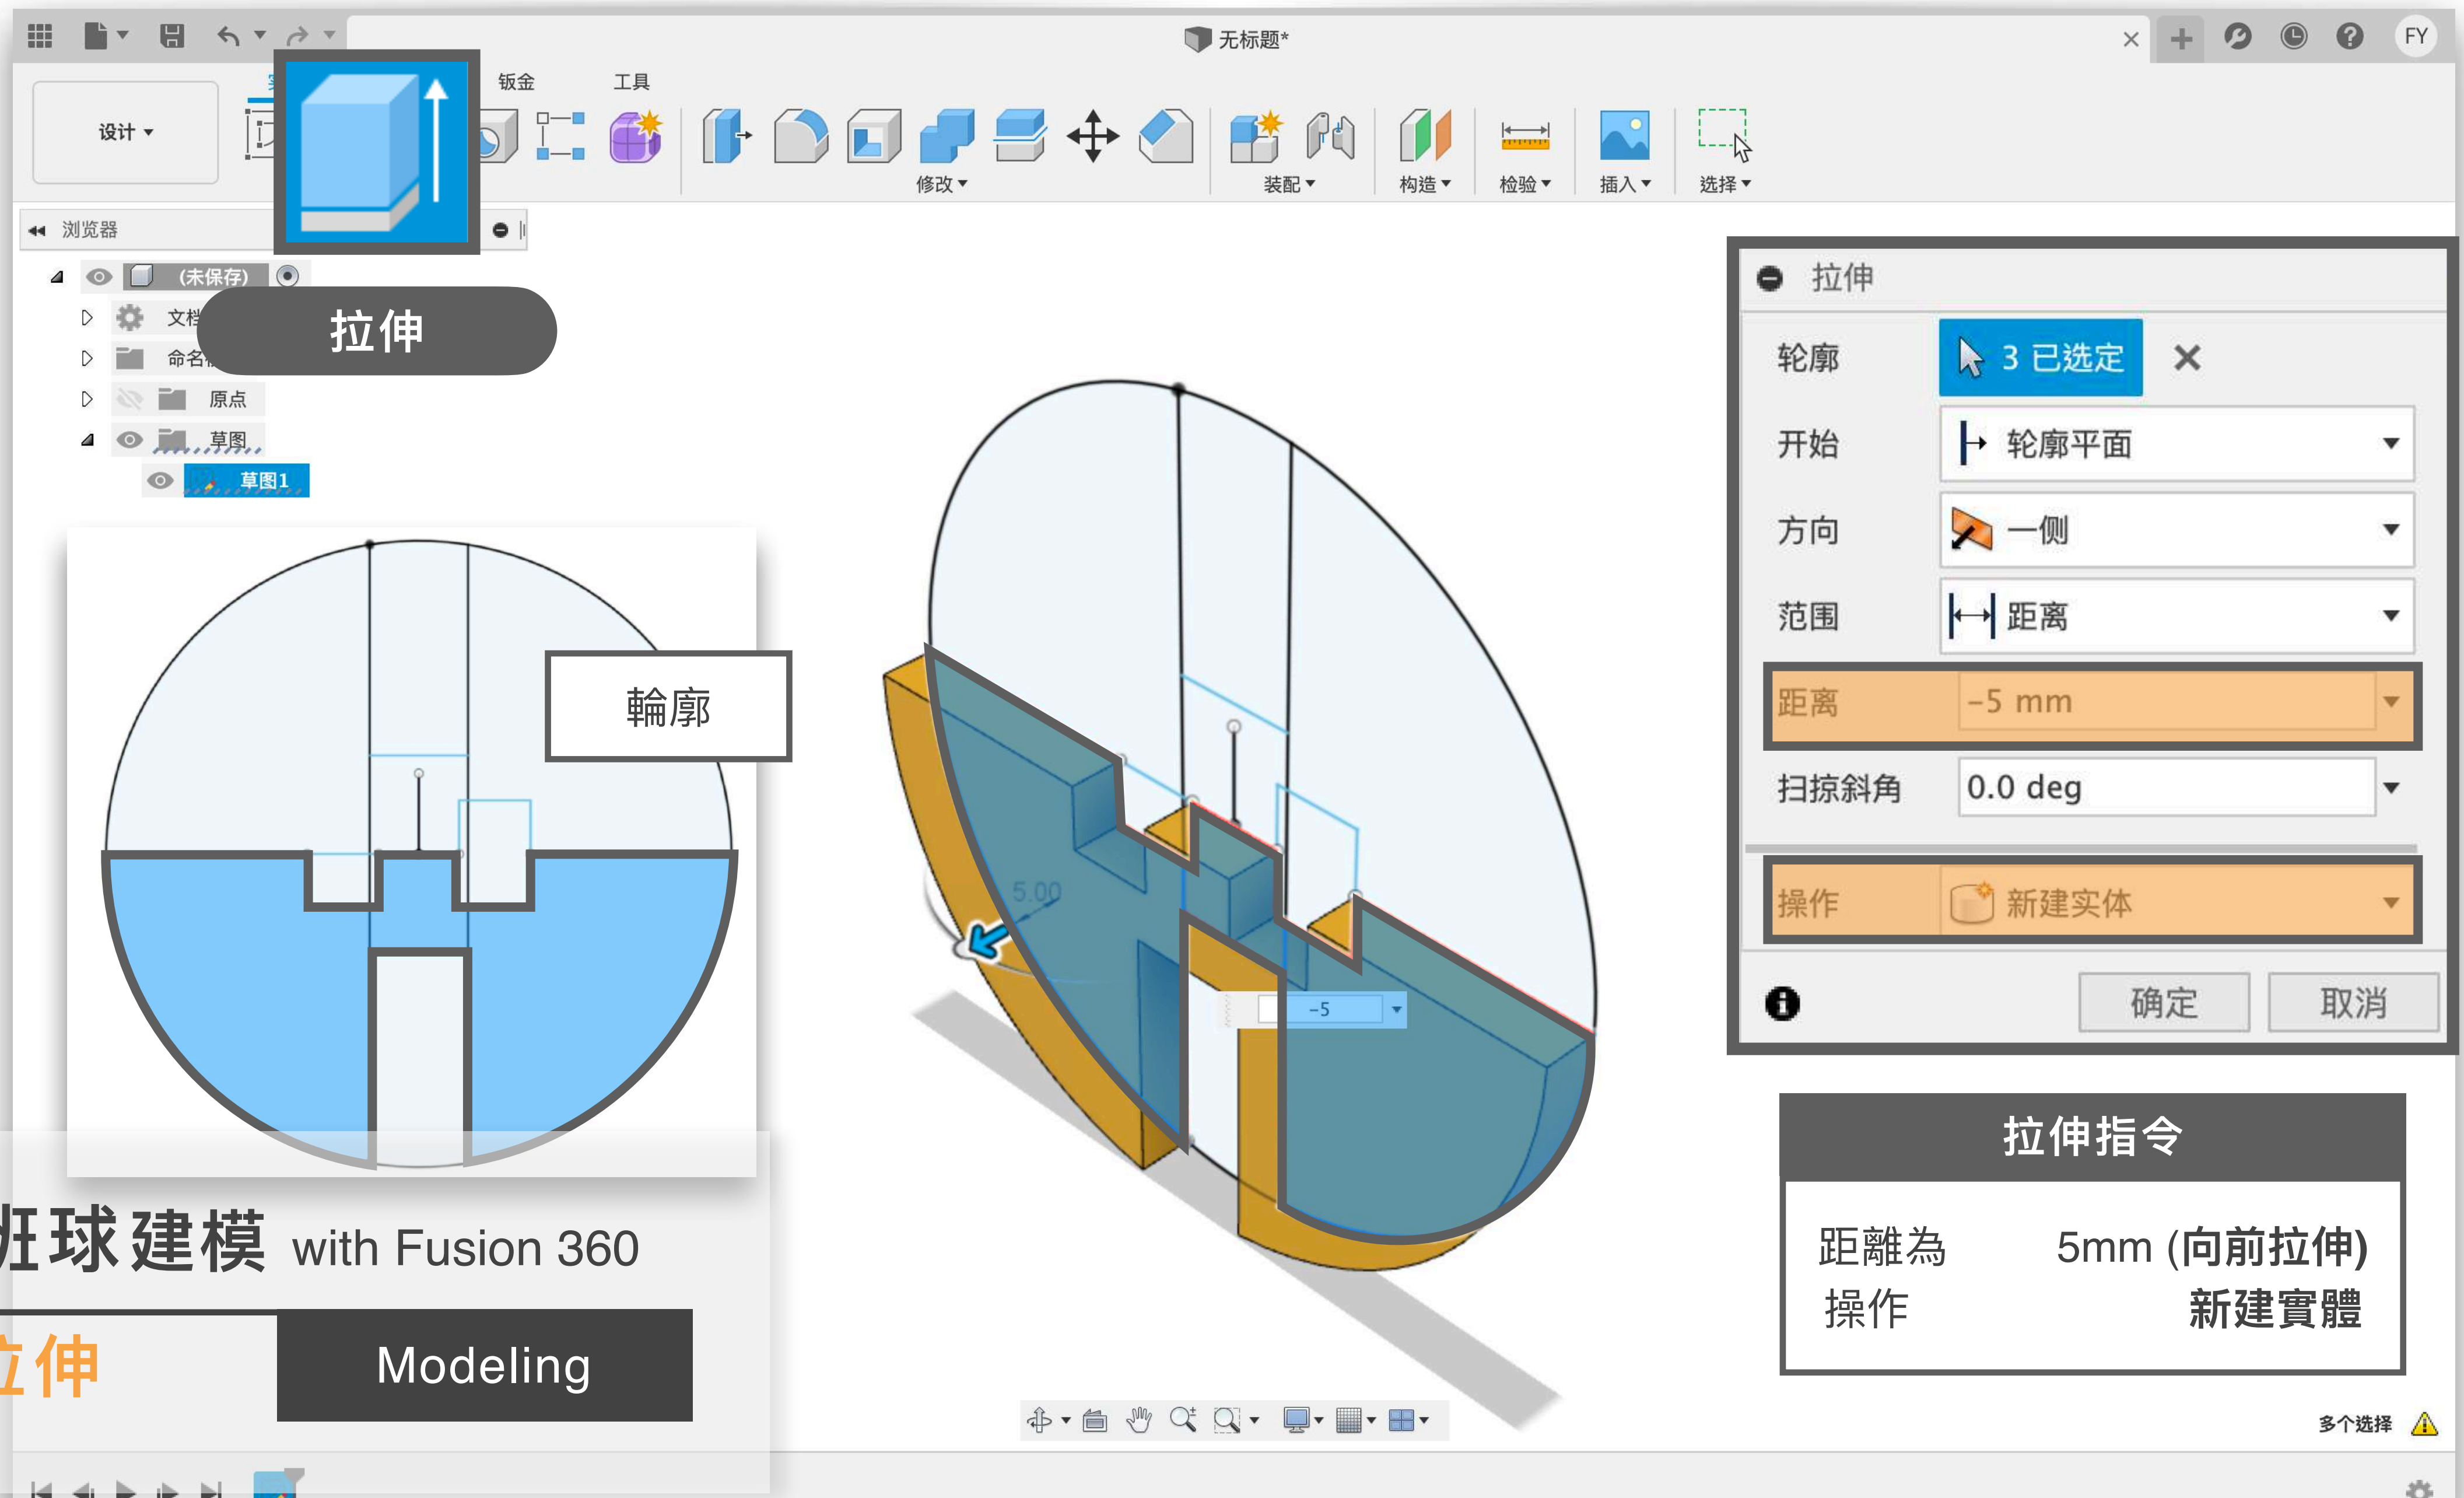 无标题*
FY
钣金
工具
设计
修改
装配
构造
检验
插入
选择
浏览器
(未保存)
拉伸
原点
草图
草图1
輪廓
5.00
-5
拉伸
轮廓
3 已选定
开始
轮廓平面
方向
一侧
范围
距离
距离
-5 mm
扫掠斜角
0.0 deg
操作
新建实体
确定
取消
拉伸指令
距離為 5mm (向前拉伸)
操作 新建實體
球建模 with Fusion 360
伸
Modeling
多个选择